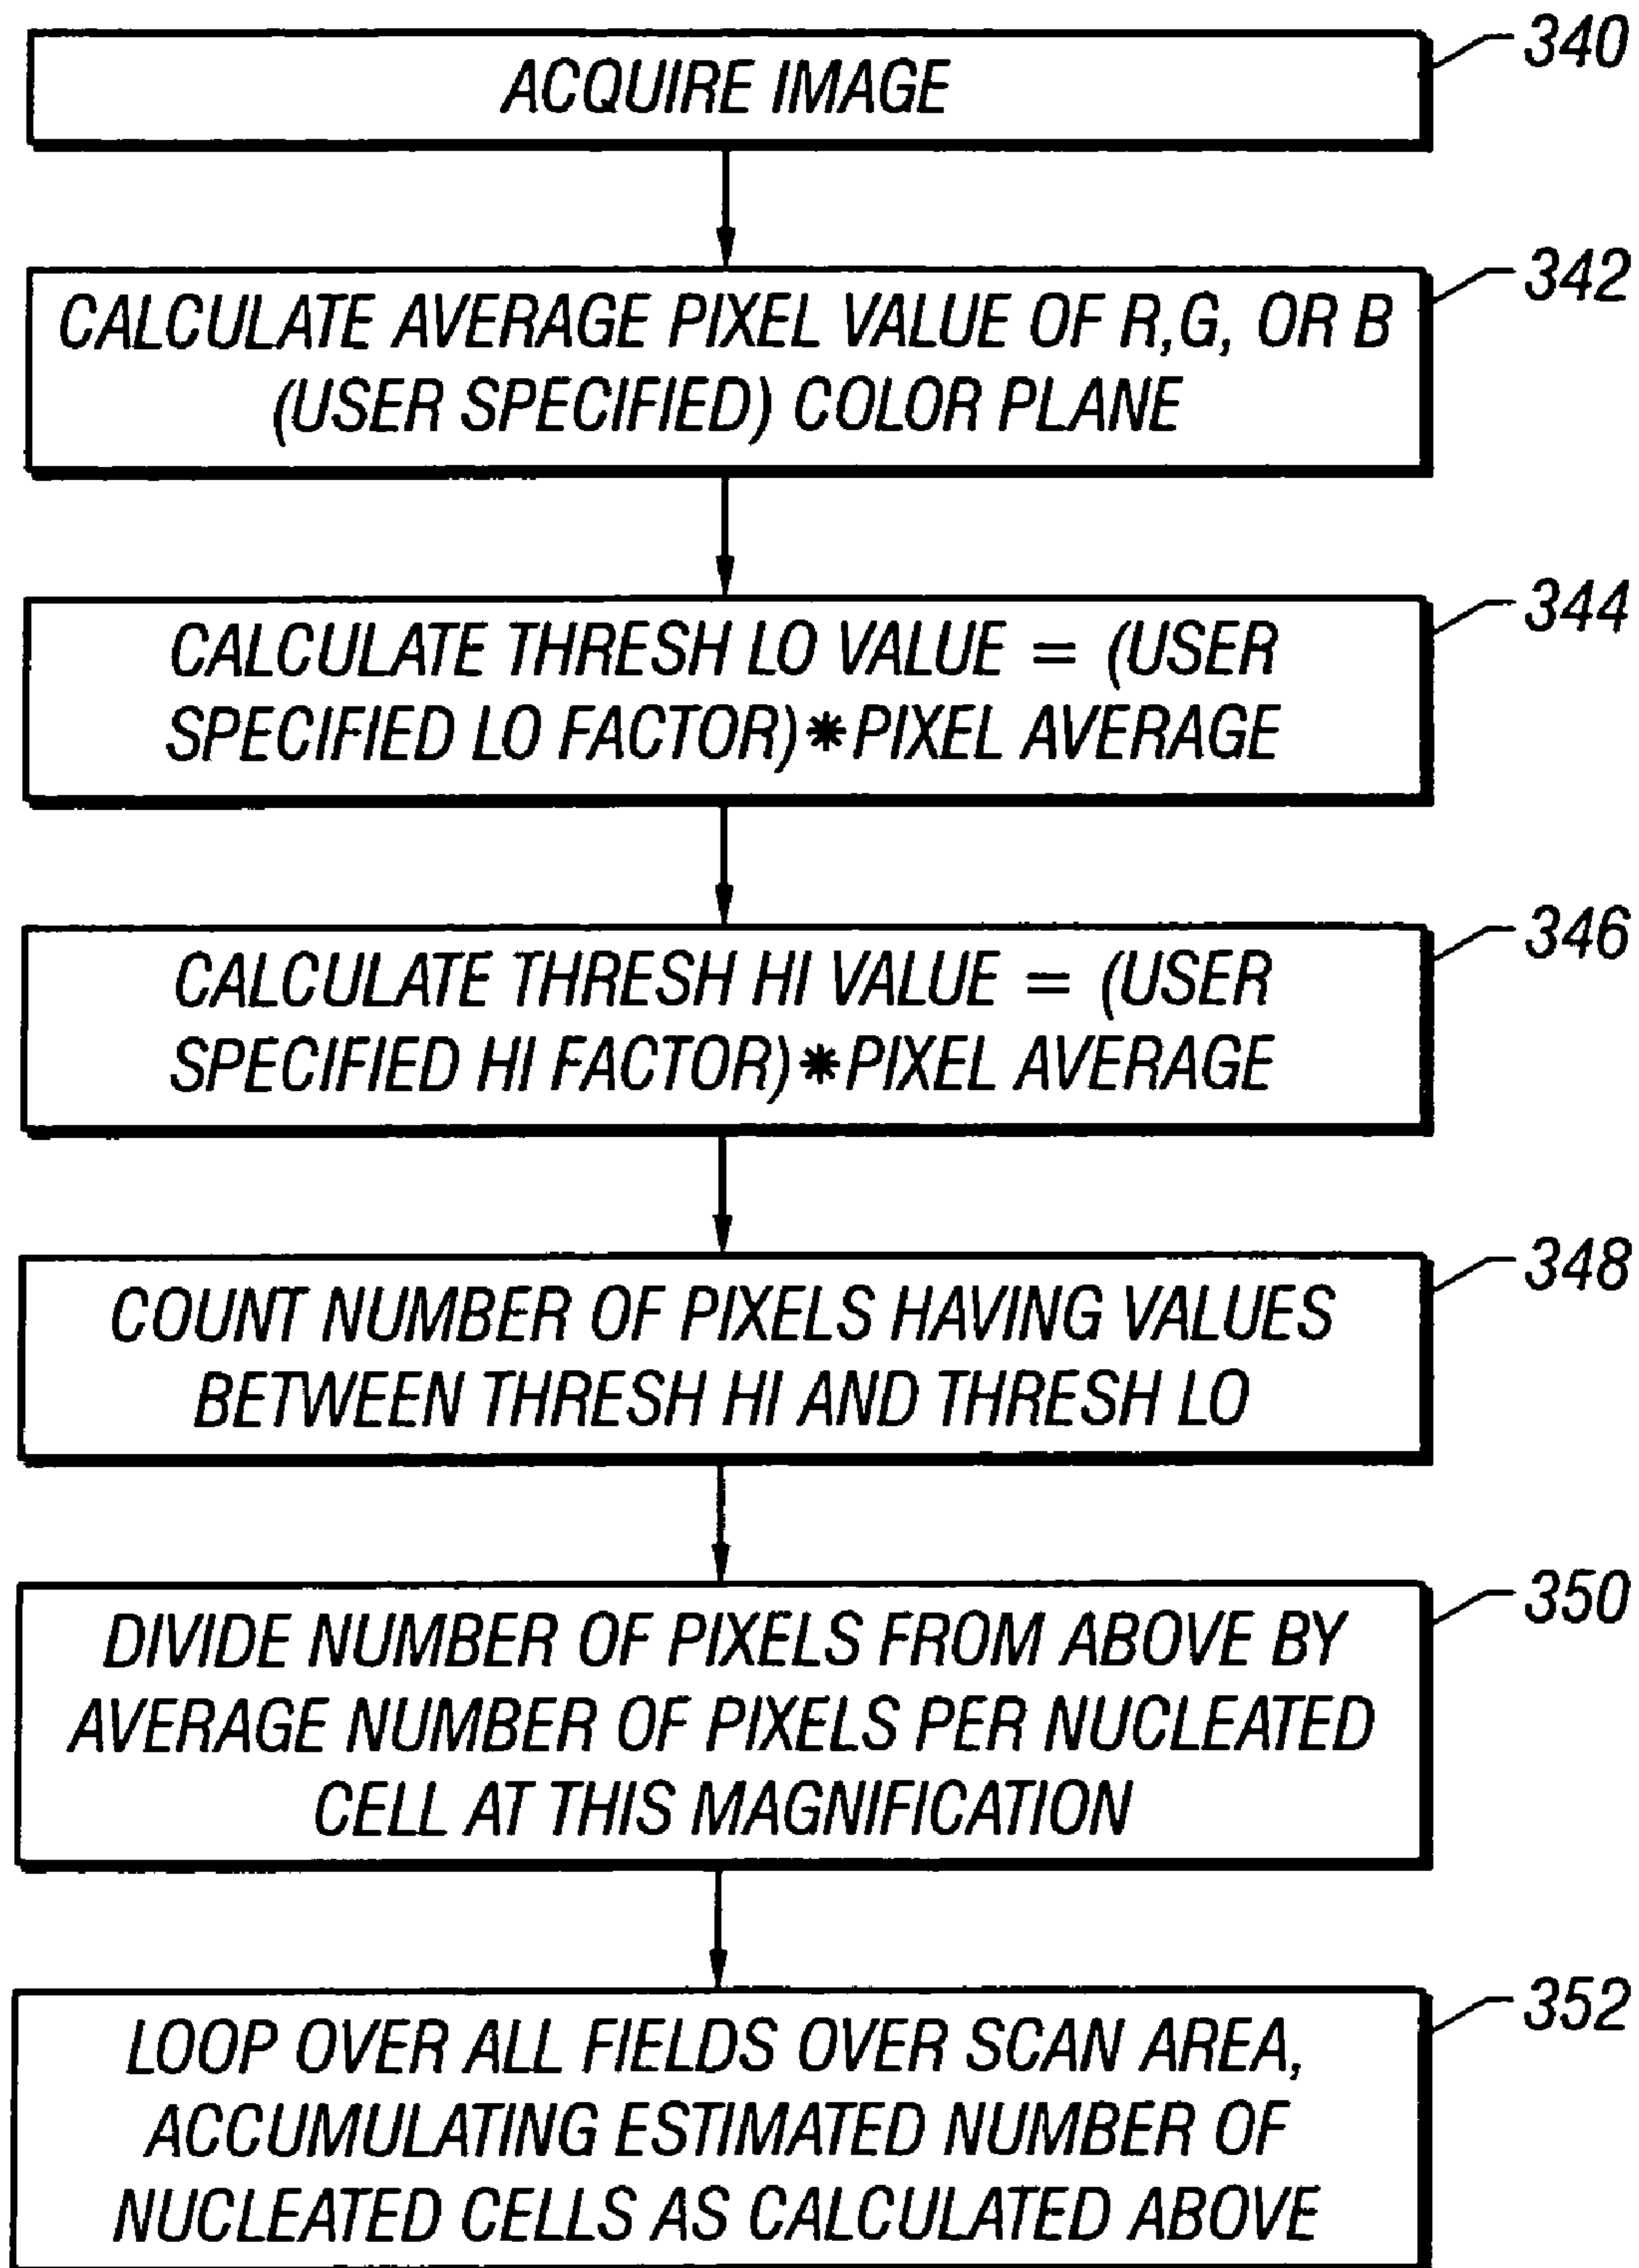 340
ACQUIRE IMAGE
342
CALCULATE AVERAGE PIXEL VALUE OF R,G, OR B
(USER SPECIFIED) COLOR PLANE
344
CALCULATE THRESH LO VALUE = (USER
SPECIFIED LO FACTOR)*PIXEL AVERAGE
346
CALCULATE THRESH HI VALUE = (USER
SPECIFIED HI FACTOR)*PIXEL AVERAGE
348
COUNT NUMBER OF PIXELS HAVING VALUES
BETWEEN THRESH HI AND THRESH LO
350
DIVIDE NUMBER OF PIXELS FROM ABOVE BY
AVERAGE NUMBER OF PIXELS PER NUCLEATED
CELL AT THIS MAGNIFICATION
352
LOOP OVER ALL FIELDS OVER SCAN AREA,
ACCUMULATING ESTIMATED NUMBER OF
NUCLEATED CELLS AS CALCULATED ABOVE